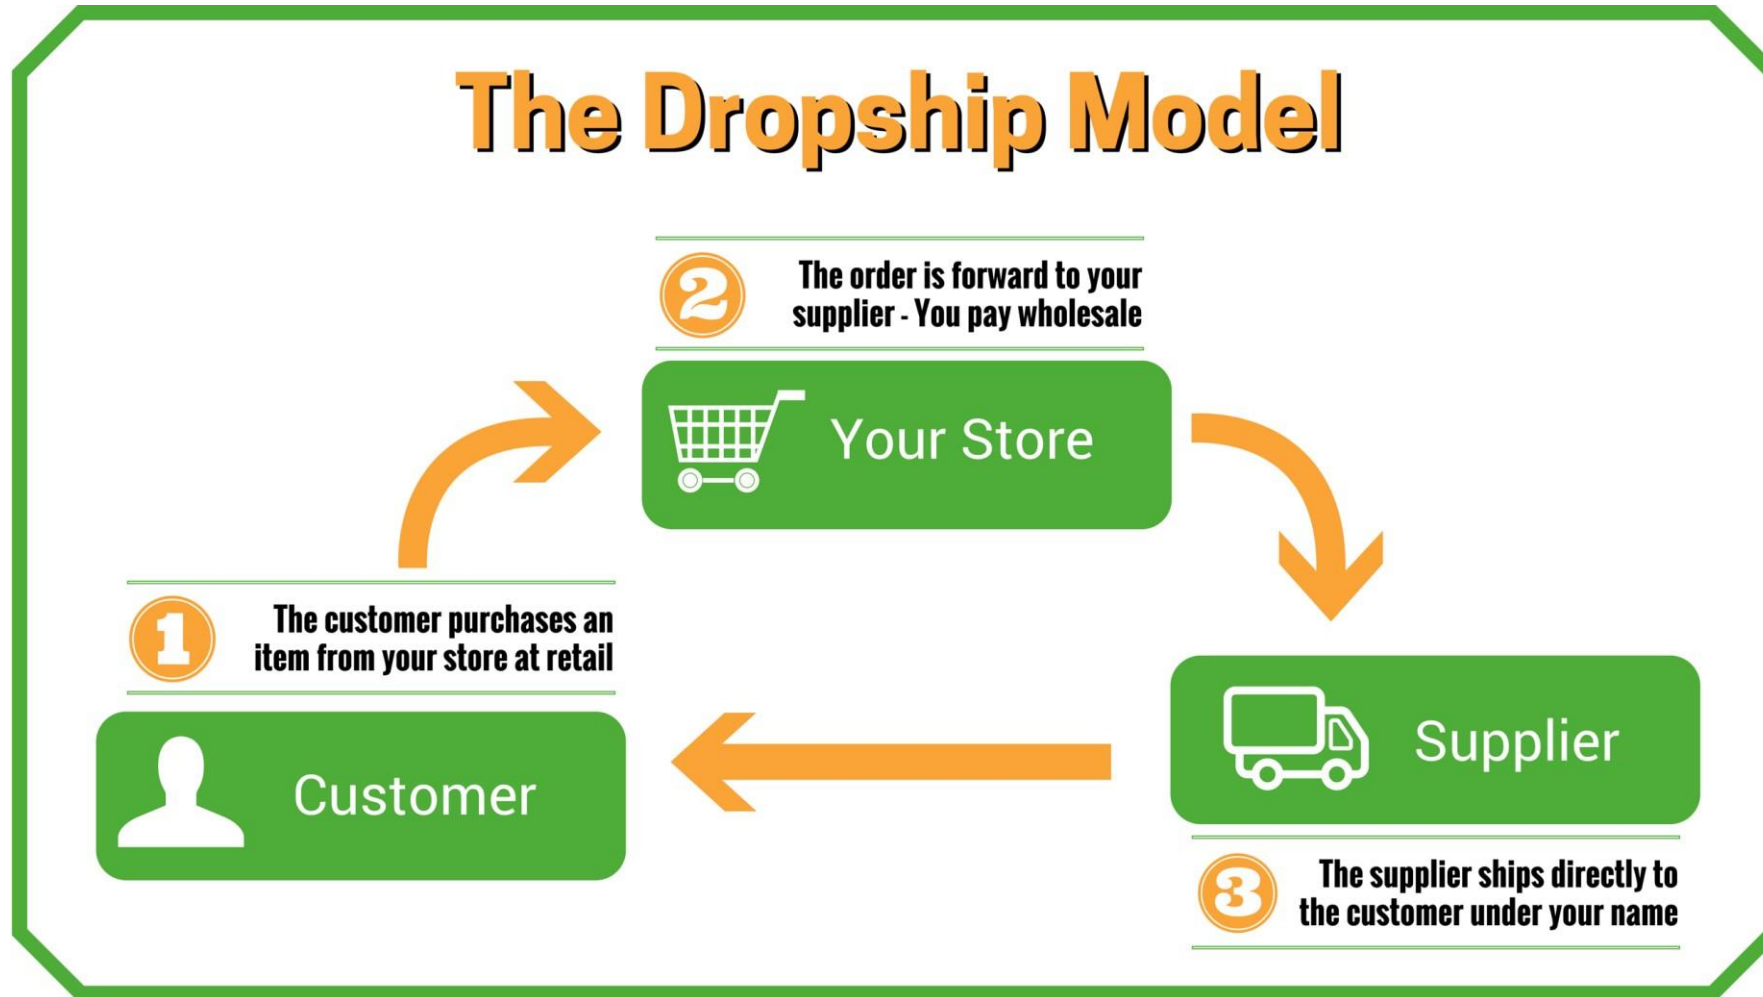 The Dropship Model
2
The order is forward to your
supplier - You pay wholesale
Your Store
1
The customer purchases an
item from your store at retail
Customer
Supplier
3
The supplier ships directly to
the customer under your name